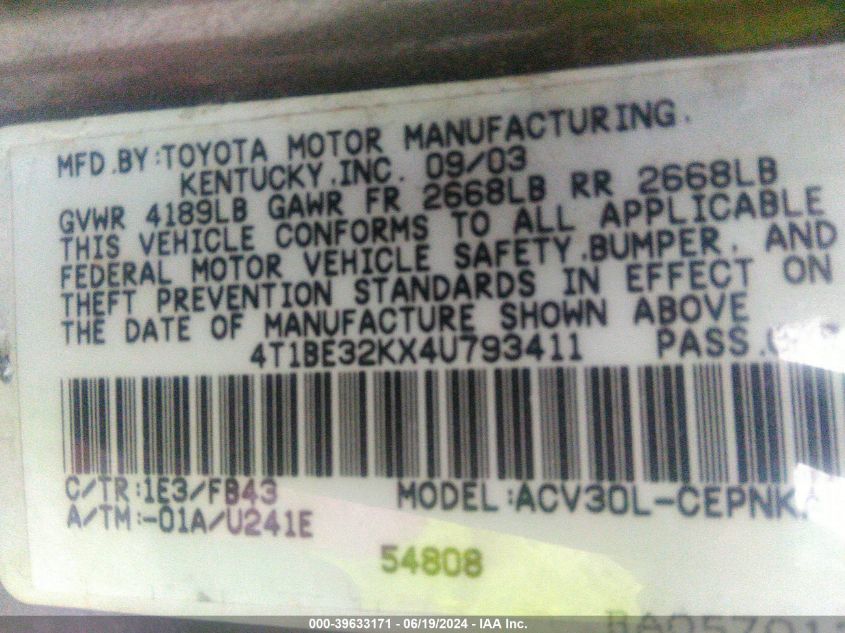 MFD.BY:TOYOTA MOTOR MANUFACTURING.
KENTUCKY.INC. 09/03
GVWR 4189LB GAWR FR 2668LB RR 2668LB
THIS VEHICLE CONFORMS TO ALL APPLICABLE
FEDERAL MOTOR VEHICLE SAFETY.BUMPER. AND
THEFT PREVENTION STANDARDS IN EFFECT ON
THE DATE OF MANUFACTURE SHOWN ABOVE
4T1BE32KX4U793411 PASS.
C/TR:1E3/FB43 MODEL:ACV30L-CEPNK
A/TM:-01A/U241E
54808
000-39633171 - 06/19/2024 - IAA Inc.